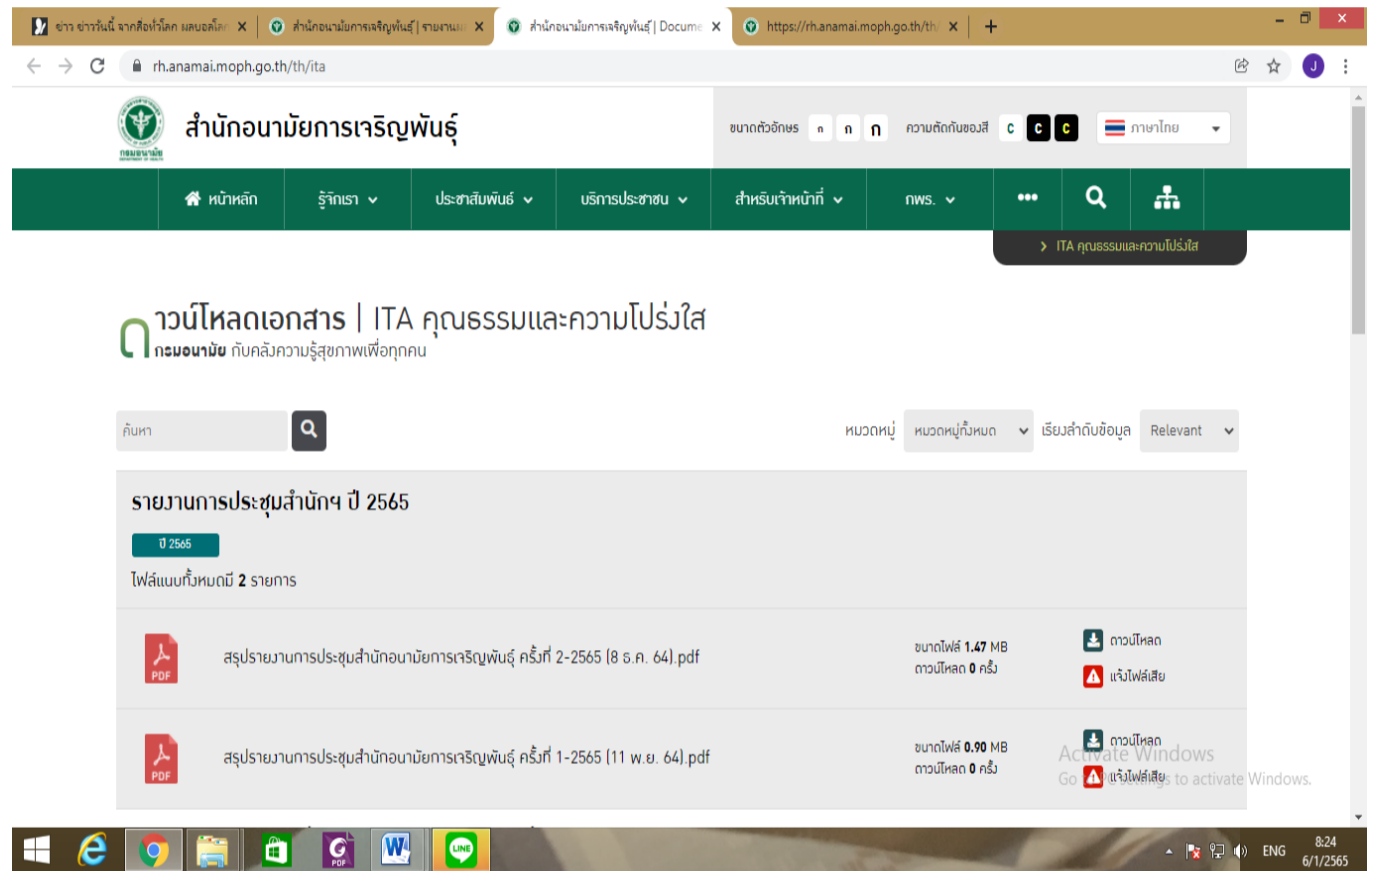 ข่าว ข่าววันนี้ จากสื่อทั่วโลก ผลบอลโลก
สำนักอนามัยการเจริญพันธุ์ | รายงานผล
สำนักอนามัยการเจริญพันธุ์ | Docume
https://rh.anamai.moph.go.th/th/
rh.anamai.moph.go.th/th/ita
J
สำนักอนามัยการเจริญพันธุ์
กรมอนามัย
ขนาดตัวอักษร ก ก ก ความตัดกันของสี C C C ภาษาไทย
หน้าหลัก รู้จักเรา ประชาสัมพันธ์ บริการประชาชน สำหรับเจ้าหน้าที่ กพร.
ITA คุณธรรมและความโปร่งใส
ดาวน์โหลดเอกสาร | ITA คุณธรรมและความโปร่งใส
กรมอนามัย กับคลังความรู้สุขภาพเพื่อทุกคน
ค้นหา
หมวดหมู่ หมวดหมู่ทั้งหมด เรียงลำดับข้อมูล Relevant
รายงานการประชุมสำนักฯ ปี 2565
ปี 2565
ไฟล์แนบทั้งหมดมี 2 รายการ
PDF
สรุปรายงานการประชุมสำนักอนามัยการเจริญพันธุ์ ครั้งที่ 2-2565 (8 ธ.ค. 64).pdf
ขนาดไฟล์ 1.47 MB
ดาวน์โหลด 0 ครั้ง
ดาวน์โหลด
แจ้งไฟล์เสีย
PDF
สรุปรายงานการประชุมสำนักอนามัยการเจริญพันธุ์ ครั้งที่ 1-2565 (11 พ.ย. 64).pdf
ขนาดไฟล์ 0.90 MB
ดาวน์โหลด 0 ครั้ง
ดาวน์โหลด
แจ้งไฟล์เสีย
Activate Windows
Go to activate Windows.
G PDF
W
LINE
ENG
8:24
6/1/2565